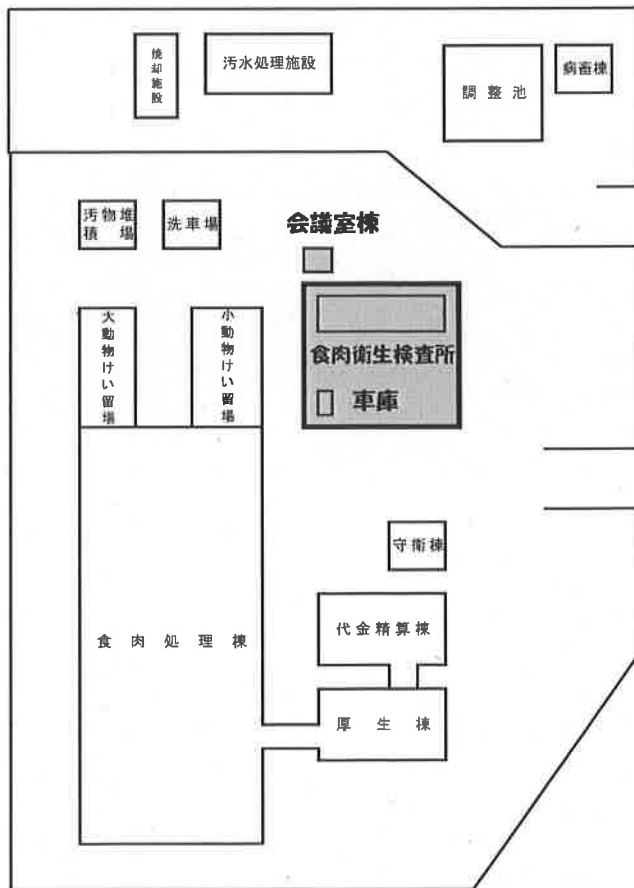 焼却施設
汚水処理施設
調整池
病畜棟
汚物堆
積場
洗車場
会議室棟
大動物けい留場
小動物けい留場
食肉衛生検査所
車庫
守衛棟
代金精算棟
食肉処理棟
厚生棟